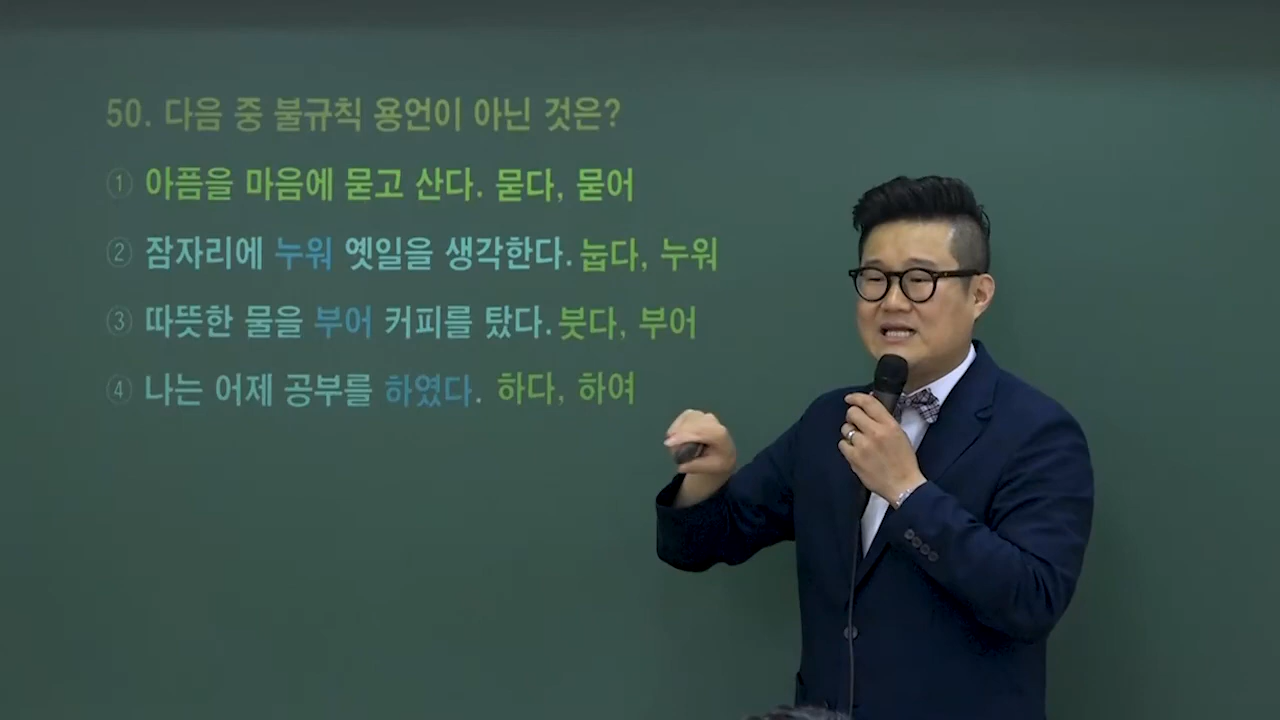 50. 다음 중 불규칙 용언이 아닌 것은?
① 아픔을 마음에 묻고 산다. 묻다, 묻어
② 잠자리에 누워 옛일을 생각한다. 눕다, 누워
③ 따뜻한 물을 부어 커피를 탔다. 붓다, 부어
④ 나는 어제 공부를 하였다. 하다, 하여